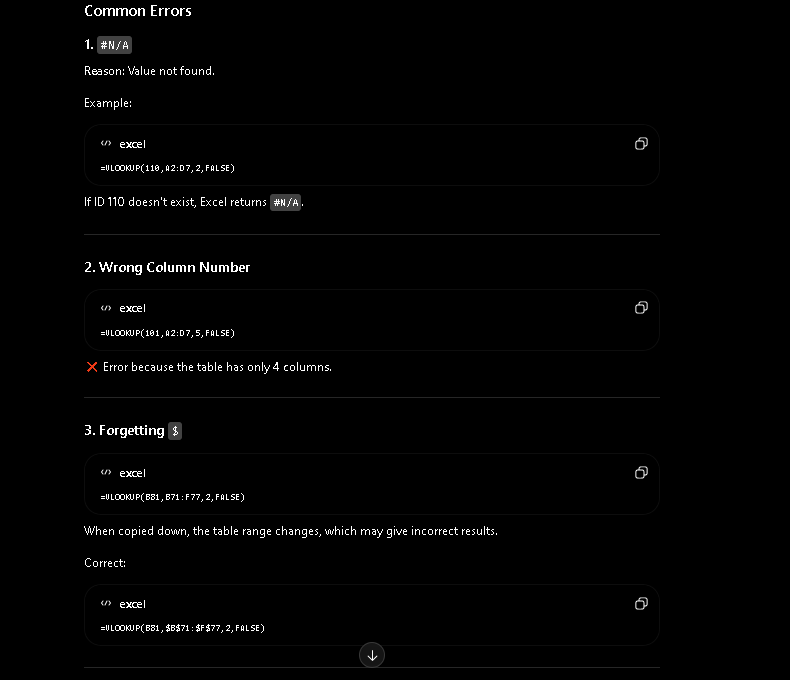 Common Errors
1. #N/A
Reason: Value not found.
Example:
excel
=VLOOKUP(110,A2:D7,2,FALSE)
If ID 110 doesn't exist, Excel returns #N/A.
2. Wrong Column Number
excel
=VLOOKUP(101,A2:D7,5,FALSE)
❌ Error because the table has only 4 columns.
3. Forgetting $
excel
=VLOOKUP(B81,B71:F77,2,FALSE)
When copied down, the table range changes, which may give incorrect results.
Correct:
excel
=VLOOKUP(B81,$B$71:$F$77,2,FALSE)